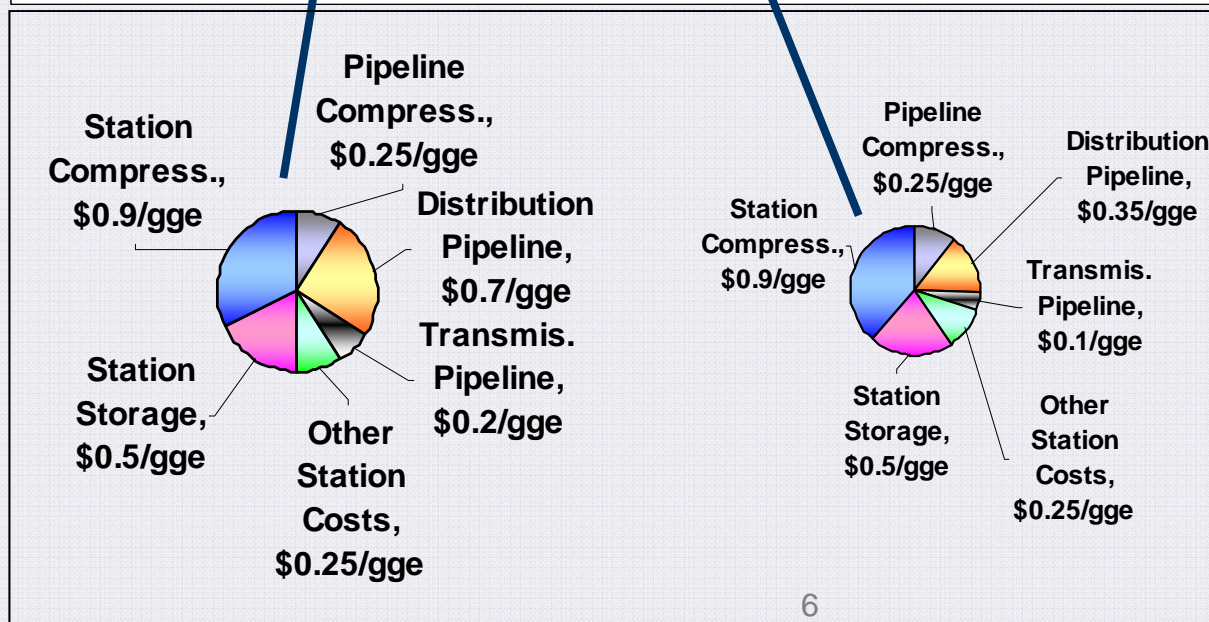 Pipeline
Compress.,
$0.25/gge
Station
Compress.,
$0.9/gge
Distribution
Pipeline,
$0.7/gge
Transmis.
Pipeline,
$0.2/gge
Other
Station
Costs,
$0.25/gge
Station
Storage,
$0.5/gge
Pipeline
Compress.,
$0.25/gge
Distribution
Pipeline,
$0.35/gge
Station
Compress.,
$0.9/gge
Transmis.
Pipeline,
$0.1/gge
Other
Station
Costs,
$0.25/gge
Station
Storage,
$0.5/gge
6